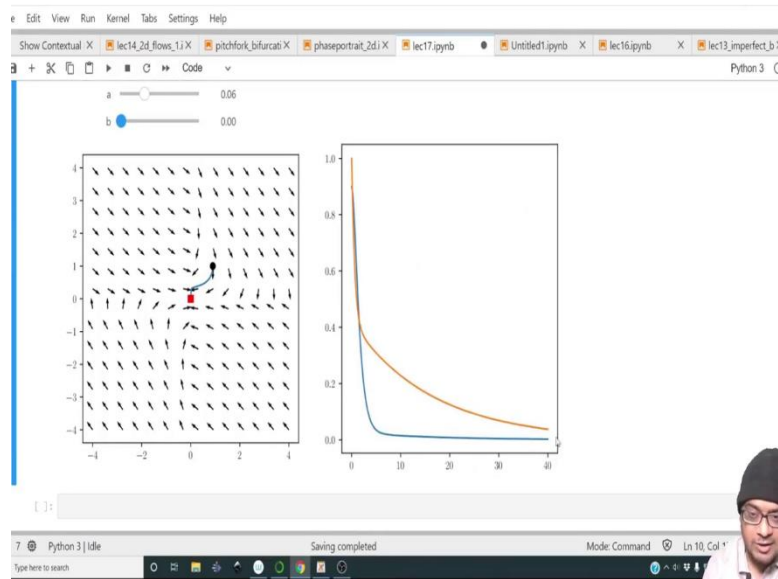 e Edit View Run Kernel Tabs Settings Help
Show Contextual × lec14_2d_flows_1.i × pitchfork_bifurcati × phaseportrait_2d.i × lec17.ipynb ● Untitled1.ipynb × lec16.ipynb × lec13_imperfect_b
Code Python 3
a 0.06
b 0.00
4
3
2
1
0
−1
−2
−3
−4
−4 −2 0 2 4
1.0
0.8
0.6
0.4
0.2
0.0
0 10 20 30 40
[ ]:
7 Python 3 | Idle Saving completed Mode: Command Ln 10, Col
Type here to search